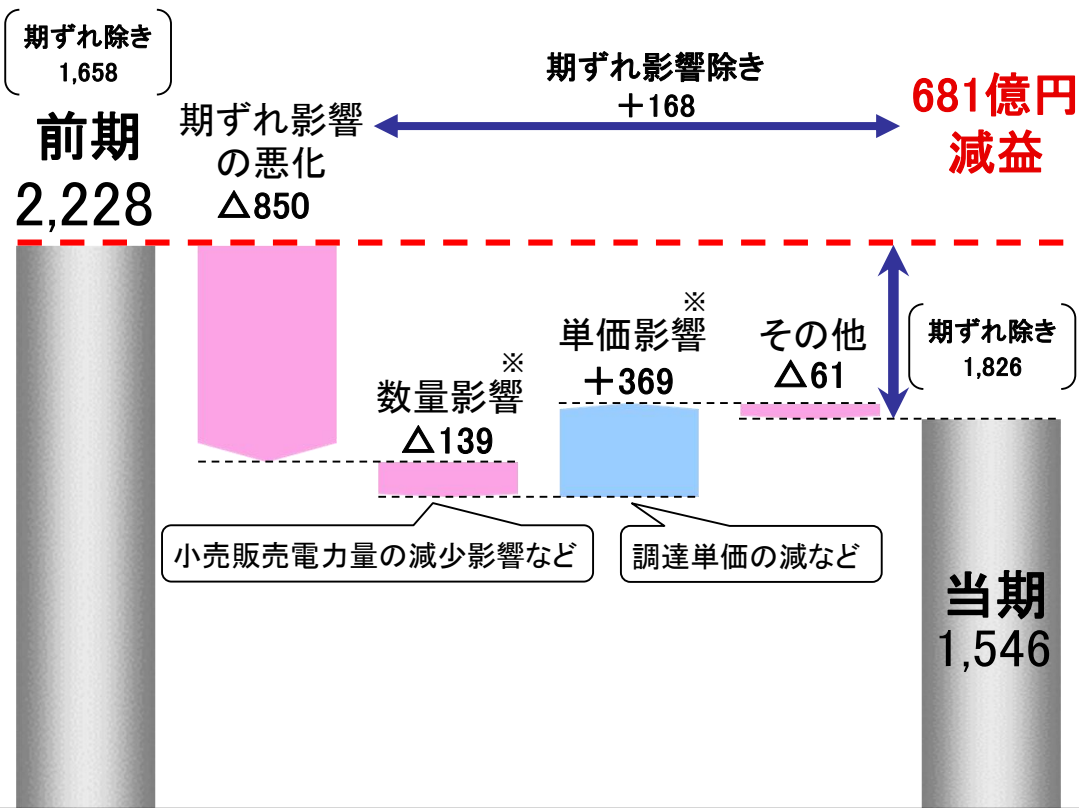 期ずれ除き
1,658
前期
2,228
期ずれ影響
の悪化
△850
期ずれ影響除き
＋168
681億円
減益
※
数量影響
△139
※
単価影響
＋369
その他
△61
期ずれ除き
1,826
小売販売電力量の減少影響など
調達単価の減など
当期
1,546